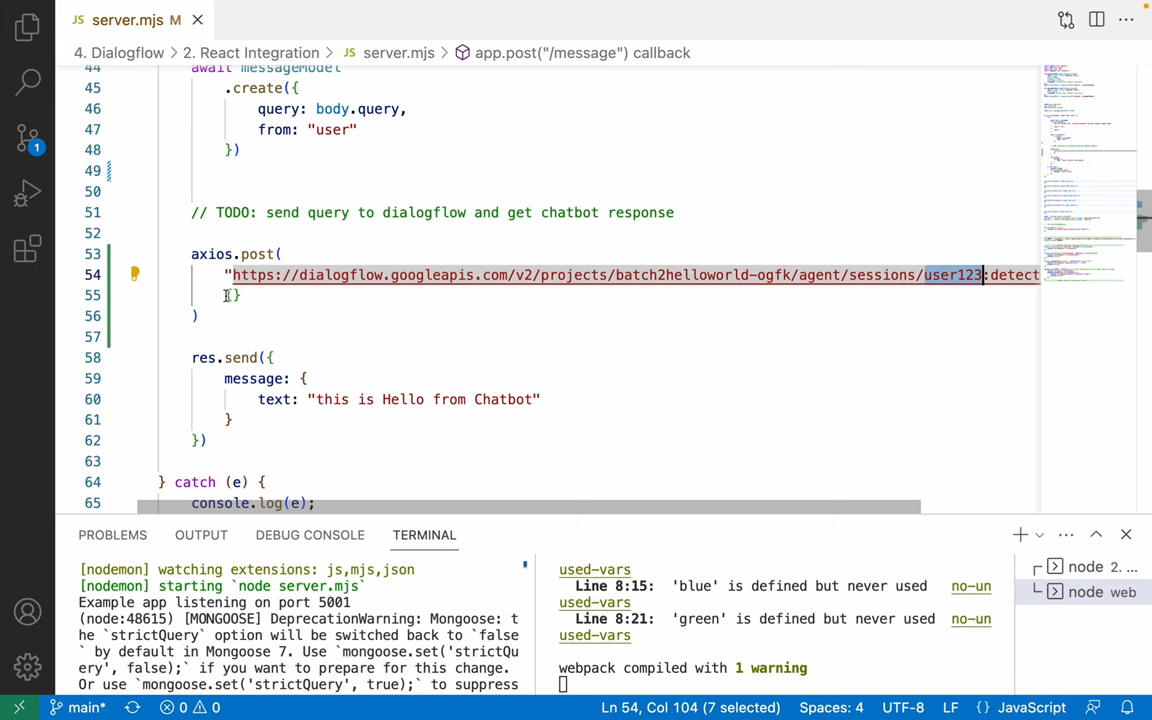 JS server.mjs M
4. Dialogflow > 2. React Integration > JS server.mjs > app.post("/message") callback
44 await messageModel
45 .create({
46 query: body.query,
47 from: "user"
48 })
49
50
51 // TODO: send query to dialogflow and get chatbot response
52
53 axios.post(
54 "https://dialogflow.googleapis.com/v2/projects/batch2helloworld-ogfk/agent/sessions/user123:detect
55 {}
56 )
57
58 res.send({
59 message: {
60 text: "this is Hello from Chatbot"
61 }
62 })
63
64 } catch (e) {
65 console.log(e);
1
PROBLEMS OUTPUT DEBUG CONSOLE TERMINAL
[nodemon] watching extensions: js,mjs,json
[nodemon] starting `node server.mjs`
Example app listening on port 5001
(node:48615) [MONGOOSE] DeprecationWarning: Mongoose: t
he `strictQuery` option will be switched back to `false
` by default in Mongoose 7. Use `mongoose.set('strictQu
ery', false);` if you want to prepare for this change.
Or use `mongoose.set('strictQuery', true);` to suppress
used-vars
Line 8:15: 'blue' is defined but never used no-un
used-vars
Line 8:21: 'green' is defined but never used no-un
used-vars
webpack compiled with 1 warning
node 2. ...
node web
main* 0 0 Ln 54, Col 104 (7 selected) Spaces: 4 UTF-8 LF {} JavaScript